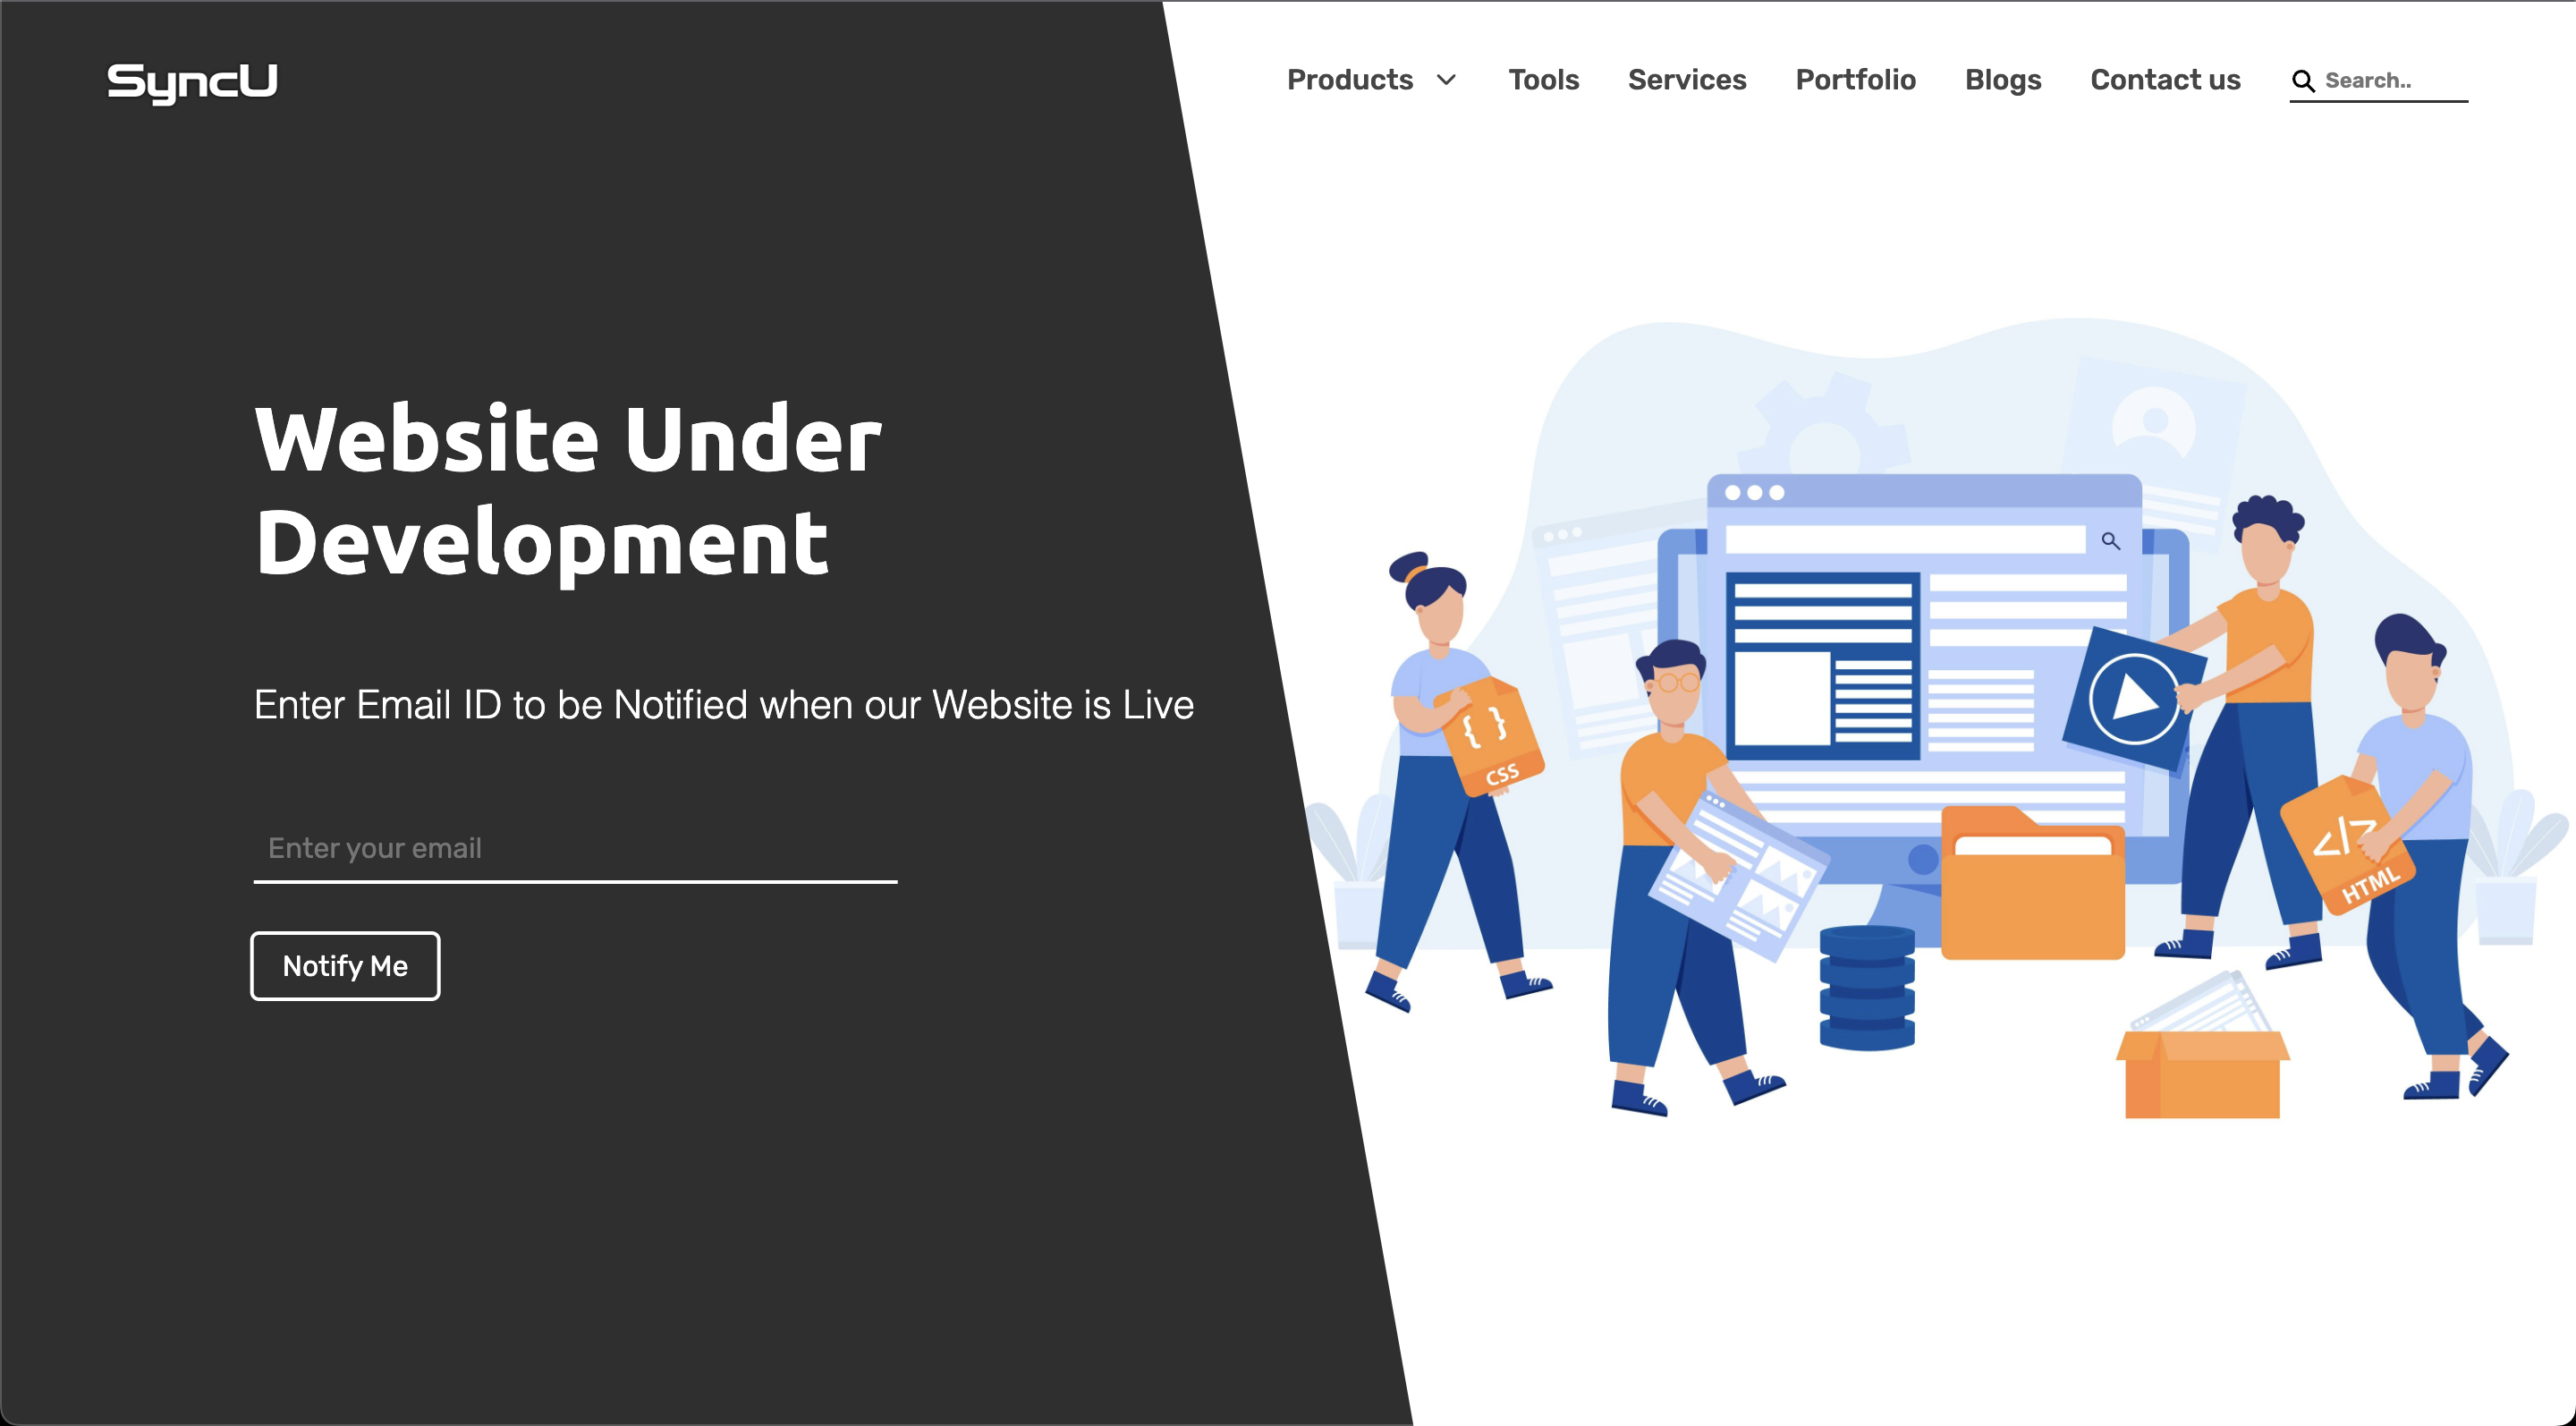 SyncU
Products Tools Services Portfolio Blogs Contact us Search..
Website Under
Development
Enter Email ID to be Notified when our Website is Live
Enter your email
Notify Me
{ }
CSS
</>
HTML